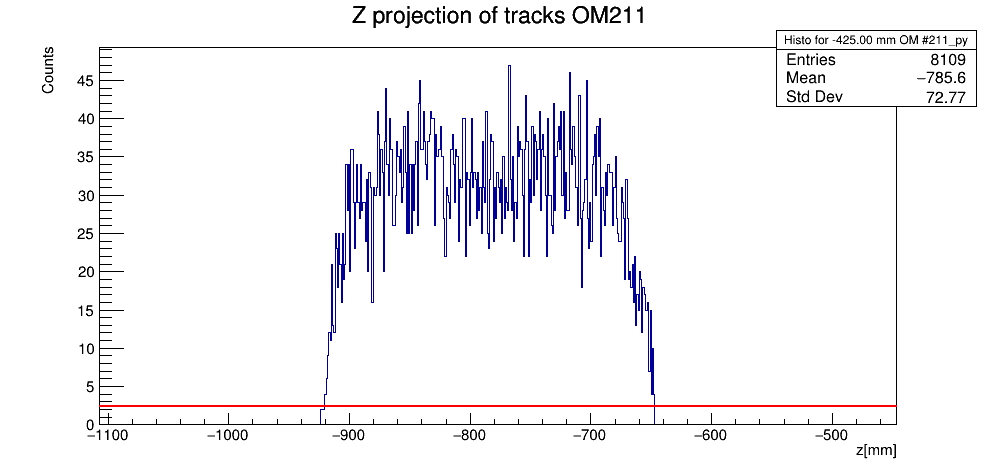 Z projection of tracks OM211
Histo for -425.00 mm OM #211_py
Entries 8109
Mean −785.6
Std Dev 72.77
Counts
45
40
35
30
25
20
15
10
5
0
−1100 −1000 −900 −800 −700 −600 −500
z[mm]